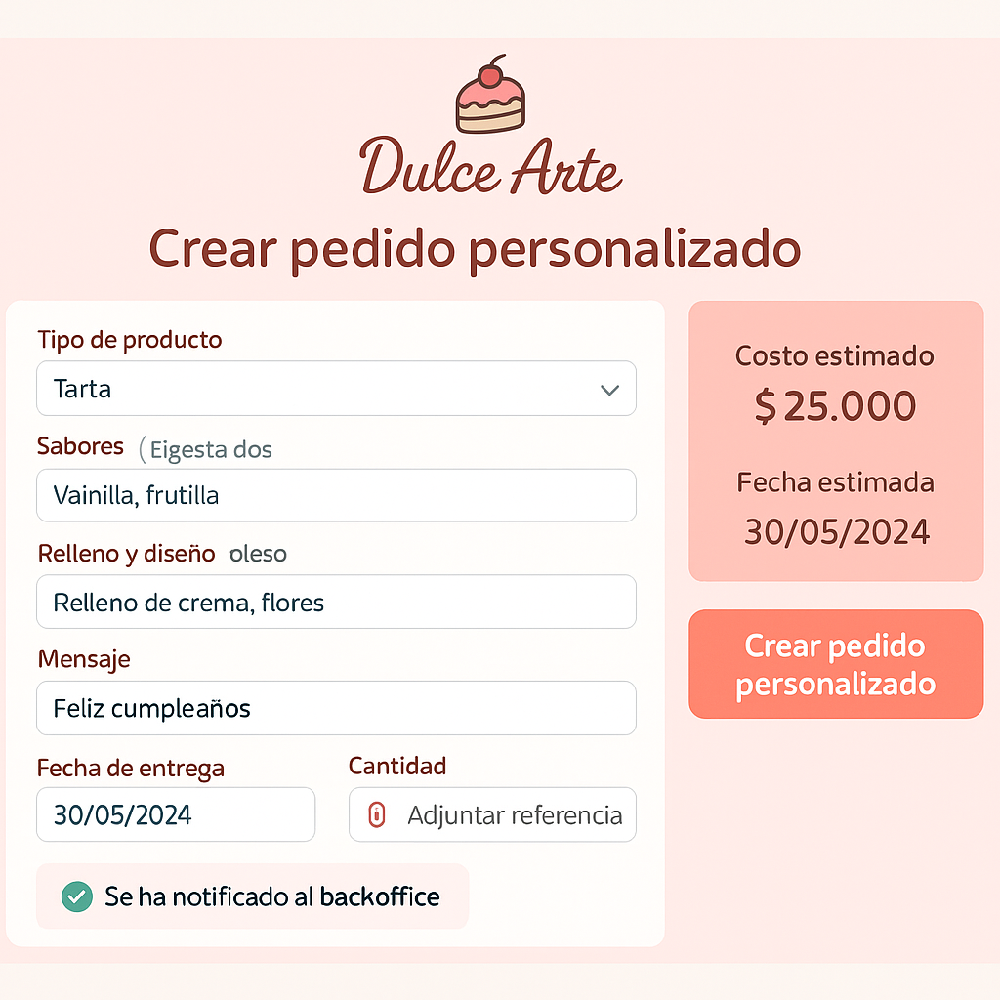 Dulce Arte
Crear pedido personalizado
Tipo de producto
Tarta
Sabores (Eigesta dos
Vainilla, frutilla
Relleno y diseño oleso
Relleno de crema, flores
Mensaje
Feliz cumpleaños
Fecha de entrega
30/05/2024
Cantidad
Adjuntar referencia
Se ha notificado al backoffice
Costo estimado
$ 25.000
Fecha estimada
30/05/2024
Crear pedido
personalizado